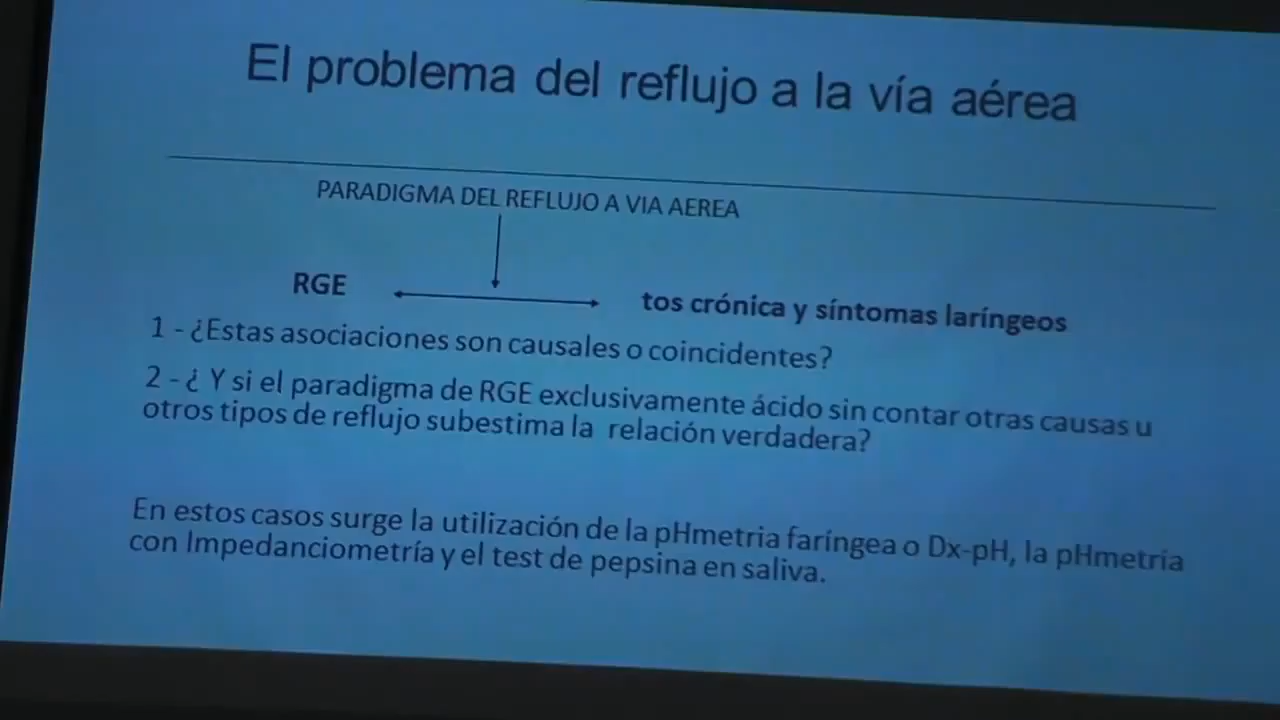 El problema del reflujo a la vía aérea
PARADIGMA DEL REFLUJO A VIA AEREA
RGE
tos crónica y síntomas laríngeos
1 - ¿Estas asociaciones son causales o coincidentes?
2 - ¿ Y si el paradigma de RGE exclusivamente ácido sin contar otras causas u
otros tipos de reflujo subestima la relación verdadera?
En estos casos surge la utilización de la pHmetria faríngea o Dx-pH, la pHmetria
con Impedanciometría y el test de pepsina en saliva.